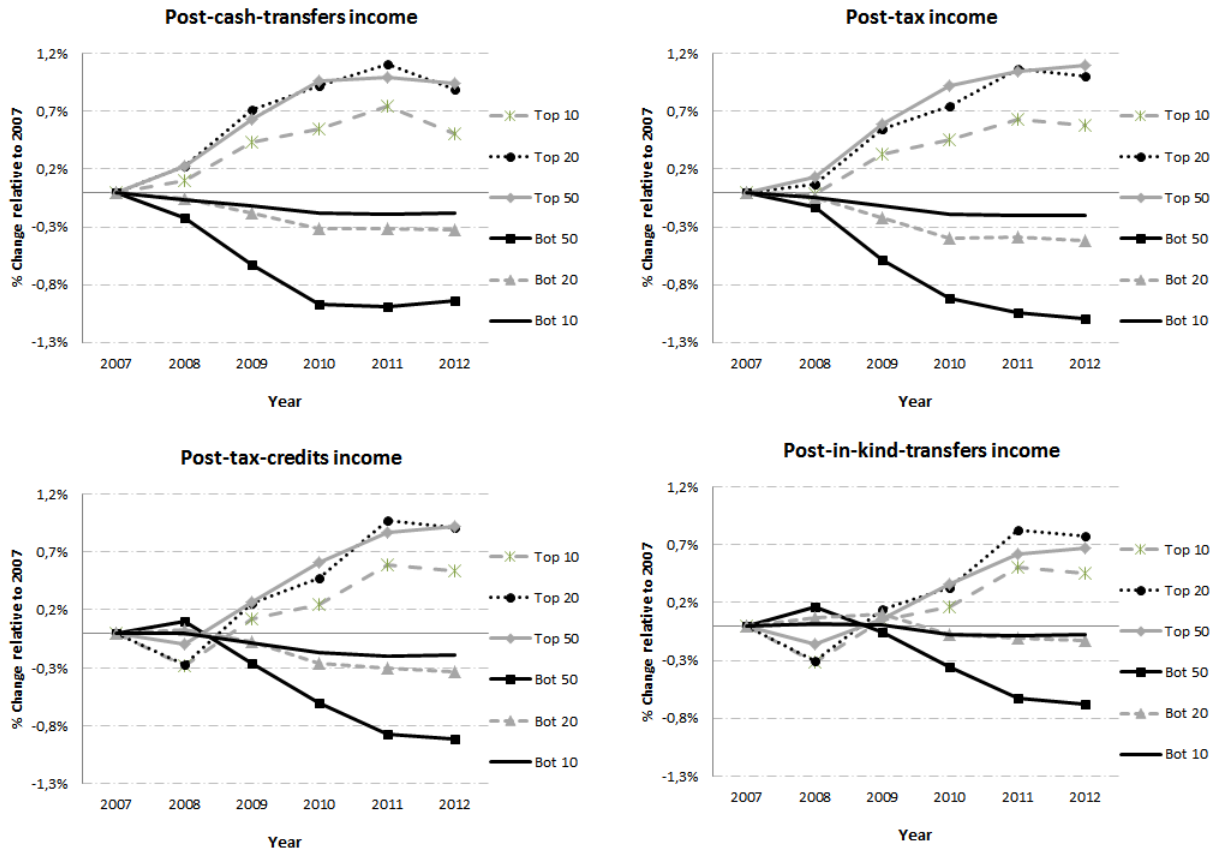 Post-cash-transfers income
% Change relative to 2007
1,2%
0,7%
0,2%
-0,3%
-0,8%
-1,3%
2007 2008 2009 2010 2011 2012
Year
Top 10
Top 20
Top 50
Bot 50
Bot 20
Bot 10
Post-tax income
% Change relative to 2007
1,2%
0,7%
0,2%
-0,3%
-0,8%
-1,3%
2007 2008 2009 2010 2011 2012
Year
Top 10
Top 20
Top 50
Bot 50
Bot 20
Bot 10
Post-tax-credits income
% Change relative to 2007
1,2%
0,7%
0,2%
-0,3%
-0,8%
-1,3%
2007 2008 2009 2010 2011 2012
Year
Top 10
Top 20
Top 50
Bot 50
Bot 20
Bot 10
Post-in-kind-transfers income
% Change relative to 2007
1,2%
0,7%
0,2%
-0,3%
-0,8%
-1,3%
2007 2008 2009 2010 2011 2012
Year
Top 10
Top 20
Top 50
Bot 50
Bot 20
Bot 10